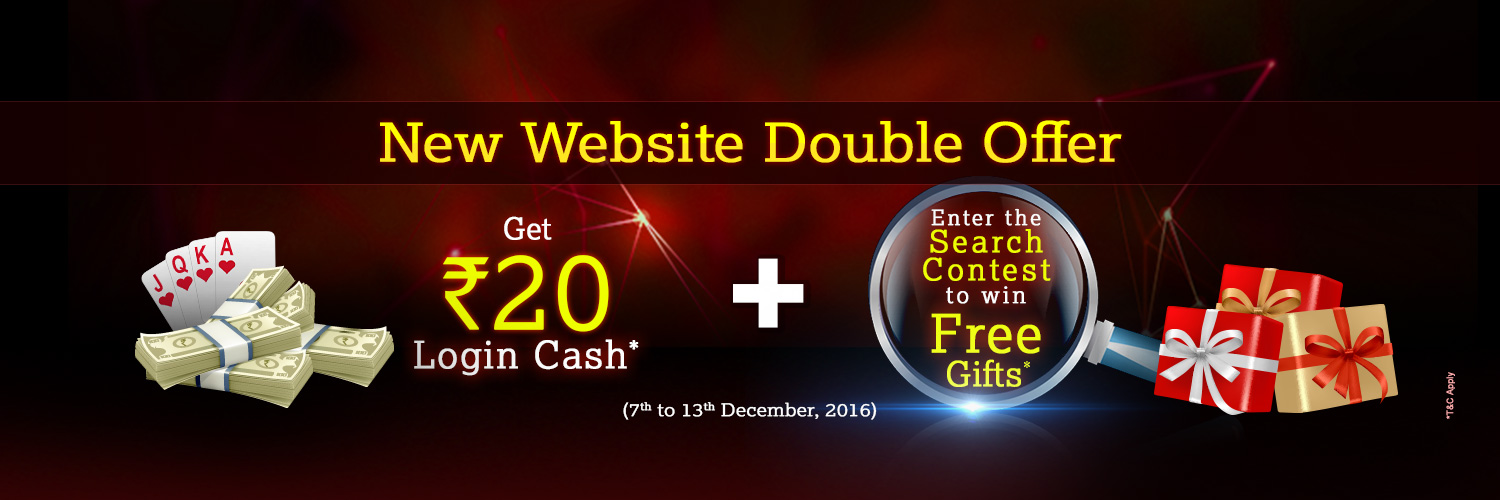 New Website Double Offer
J
Q
K
A
Get
₹20
Login Cash*
+
Enter the
Search
Contest
to win
Free
Gifts*
(7th to 13th December, 2016)
*T&C Apply